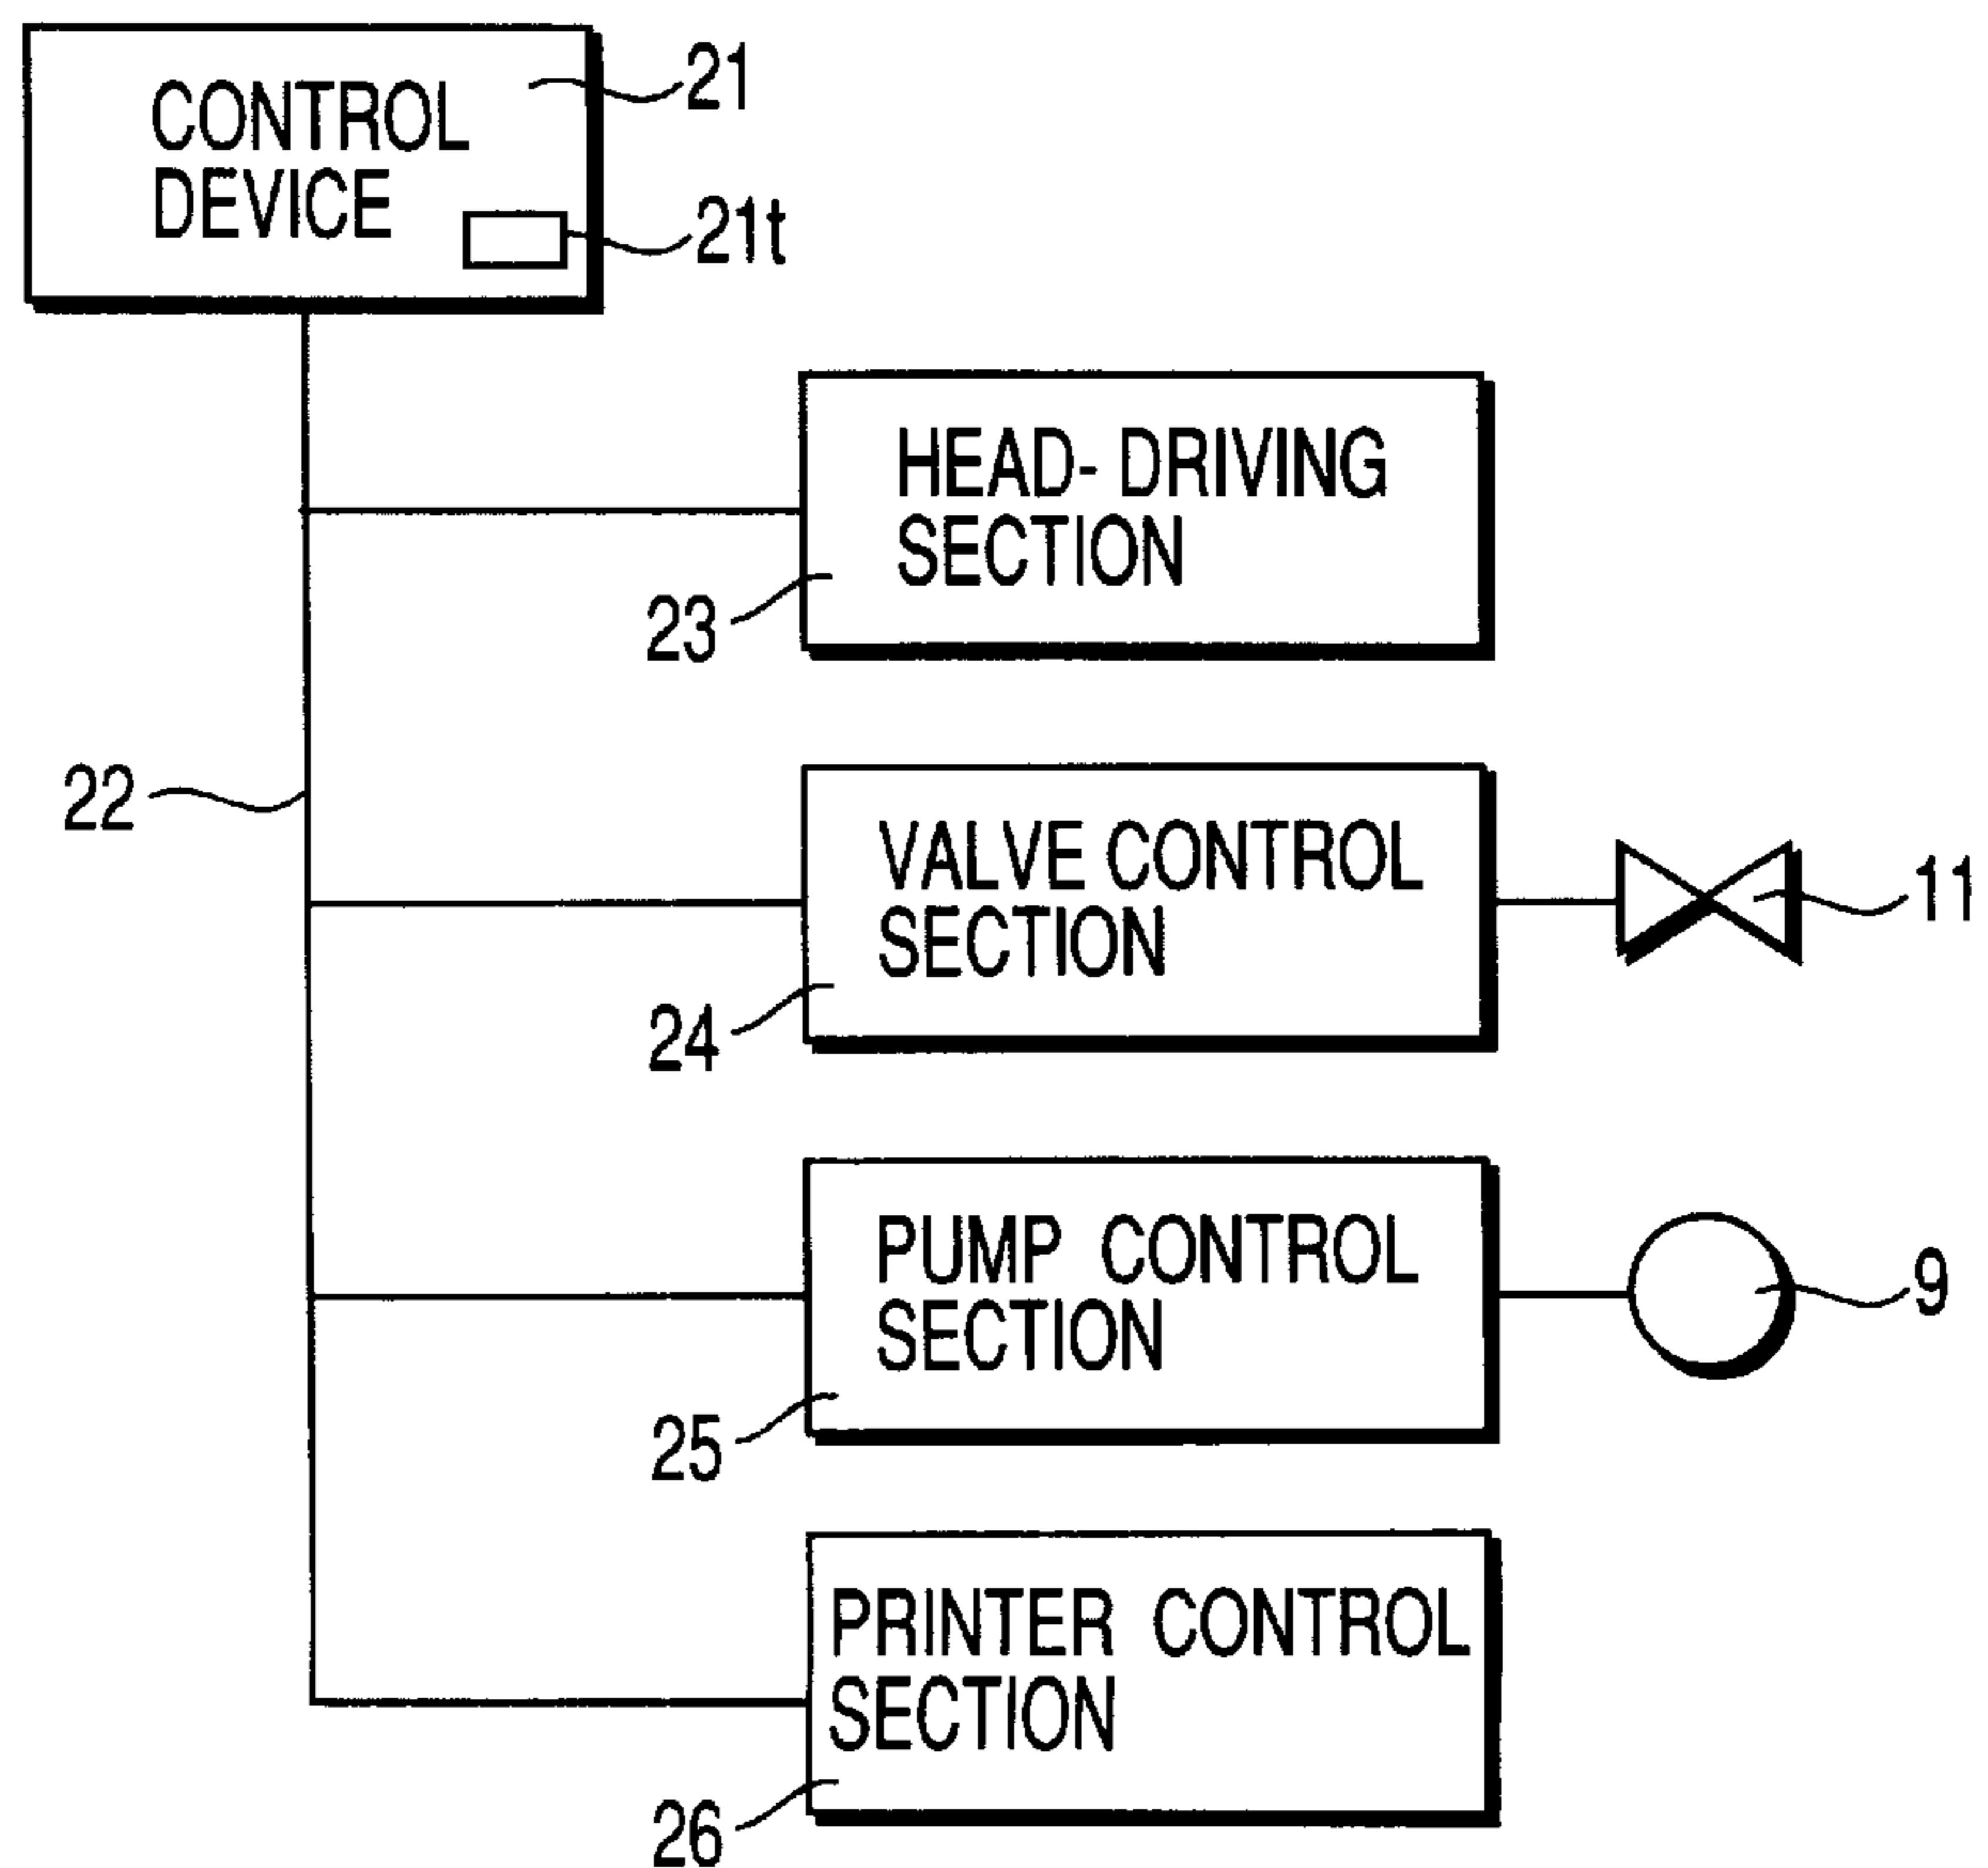 CONTROL
DEVICE
21
21t
HEAD- DRIVING
SECTION
23
22
VALVE CONTROL
SECTION
24
11
PUMP CONTROL
SECTION
25
9
PRINTER CONTROL
SECTION
26